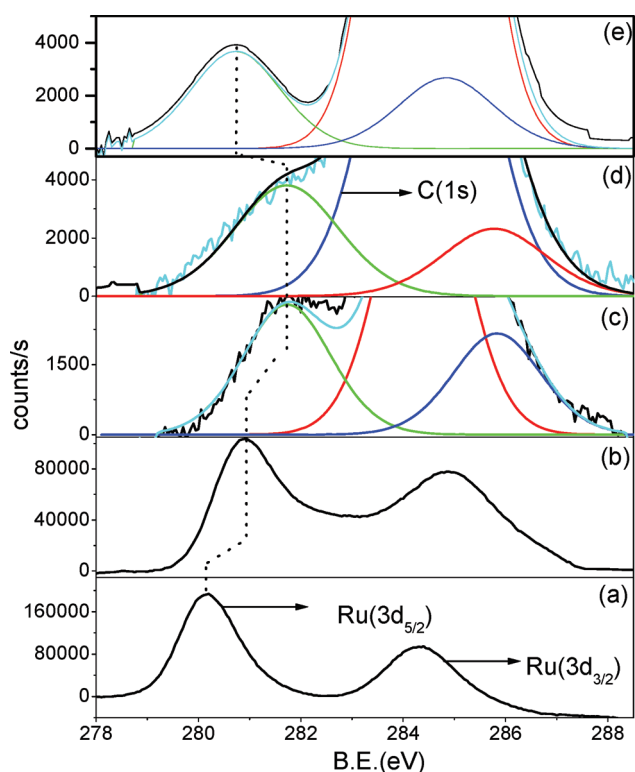 (e)
4000
2000
0
(d)
4000
C(1s)
2000
0
(c)
1500
0
(b)
80000
40000
0
(a)
160000
Ru(3d5/2)
80000
Ru(3d3/2)
0
278 280 282 284 286 288
B.E.(eV)
counts/s